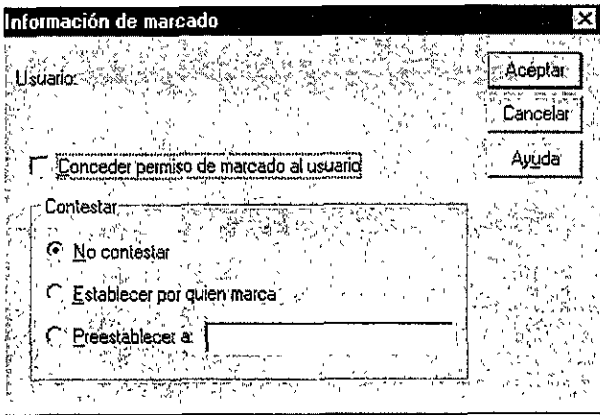 Información de marcado
Usuario:
Aceptar
Cancelar
Ayuda
Conceder permiso de marcado al usuario
Contestar
No contestar
Establecer por quien marca
Preestablecer a: